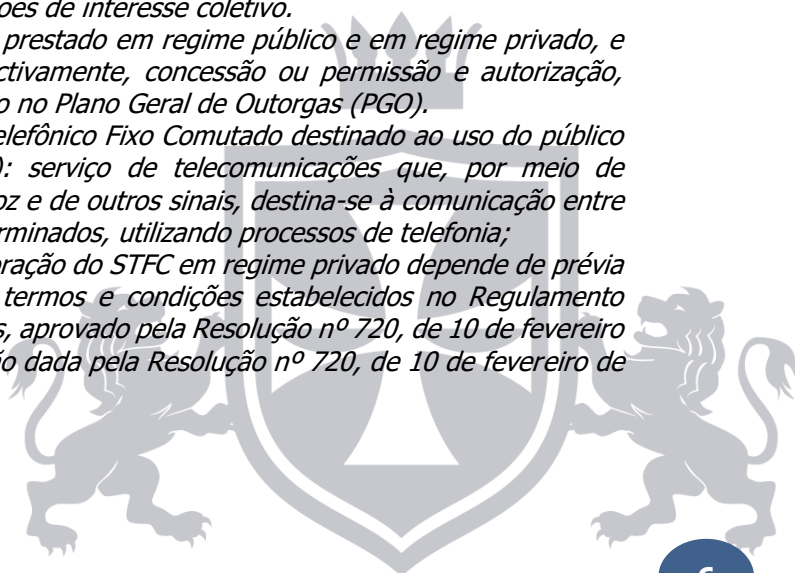 ões de interesse coletivo.
prestado em regime público e em regime privado, e
ectivamente, concessão ou permissão e autorização,
o no Plano Geral de Outorgas (PGO).
elefônico Fixo Comutado destinado ao uso do público
): serviço de telecomunicações que, por meio de
oz e de outros sinais, destina-se à comunicação entre
rminados, utilizando processos de telefonia;
oração do STFC em regime privado depende de prévia
termos e condições estabelecidos no Regulamento
s, aprovado pela Resolução nº 720, de 10 de fevereiro
ão dada pela Resolução nº 720, de 10 de fevereiro de